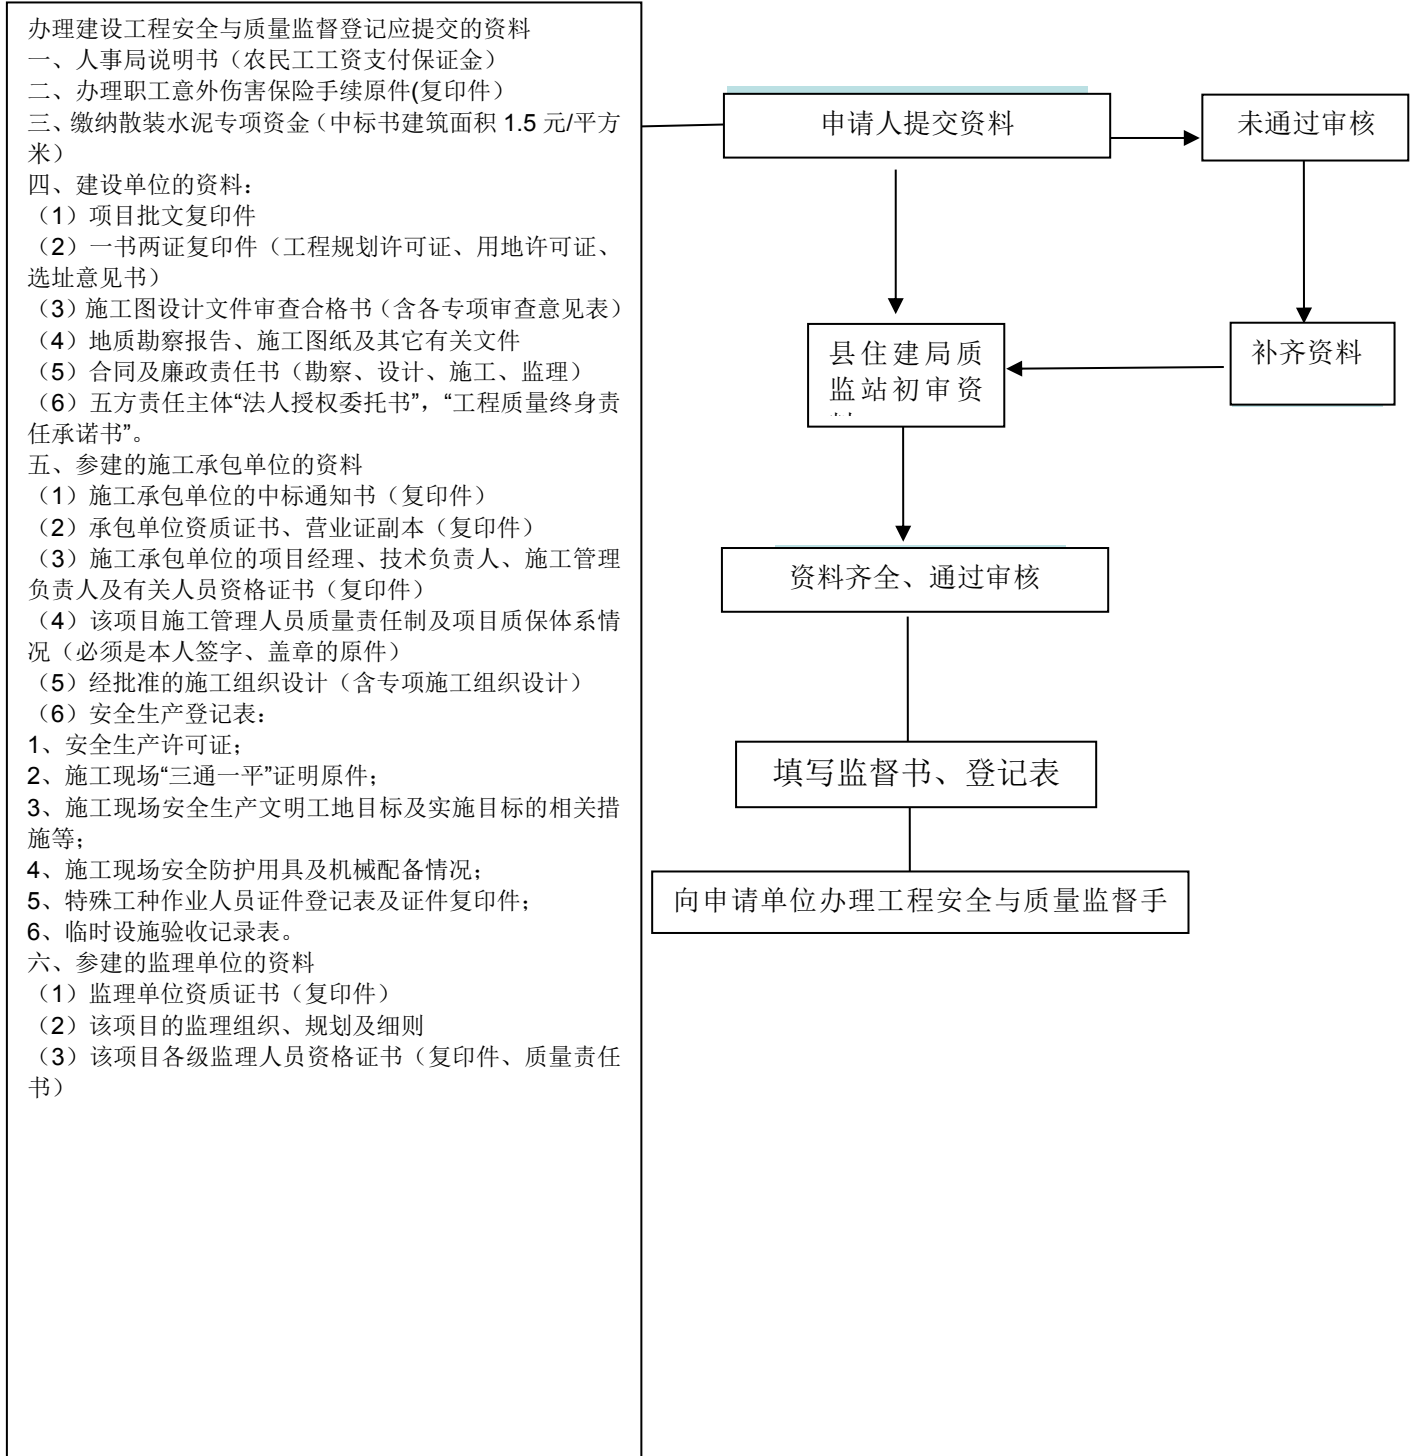 办理建设工程安全与质量监督登记应提交的资料
一、人事局说明书（农民工工资支付保证金）
二、办理职工意外伤害保险手续原件(复印件）
三、缴纳散装水泥专项资金（中标书建筑面积 1.5 元/平方
米）
四、建设单位的资料：
（1）项目批文复印件
（2）一书两证复印件（工程规划许可证、用地许可证、
选址意见书）
（3）施工图设计文件审查合格书（含各专项审查意见表）
（4）地质勘察报告、施工图纸及其它有关文件
（5）合同及廉政责任书（勘察、设计、施工、监理）
（6）五方责任主体“法人授权委托书”，“工程质量终身责
任承诺书”。
五、参建的施工承包单位的资料
（1）施工承包单位的中标通知书（复印件）
（2）承包单位资质证书、营业证副本（复印件）
（3）施工承包单位的项目经理、技术负责人、施工管理
负责人及有关人员资格证书（复印件）
（4）该项目施工管理人员质量责任制及项目质保体系情
况（必须是本人签字、盖章的原件）
（5）经批准的施工组织设计（含专项施工组织设计）
（6）安全生产登记表：
1、安全生产许可证；
2、施工现场“三通一平”证明原件；
3、施工现场安全生产文明工地目标及实施目标的相关措
施等；
4、施工现场安全防护用具及机械配备情况；
5、特殊工种作业人员证件登记表及证件复印件；
6、临时设施验收记录表。
六、参建的监理单位的资料
（1）监理单位资质证书（复印件）
（2）该项目的监理组织、规划及细则
（3）该项目各级监理人员资格证书（复印件、质量责任
书）
申请人提交资料
未通过审核
县住建局质
监站初审资
补齐资料
资料齐全、通过审核
填写监督书、登记表
向申请单位办理工程安全与质量监督手